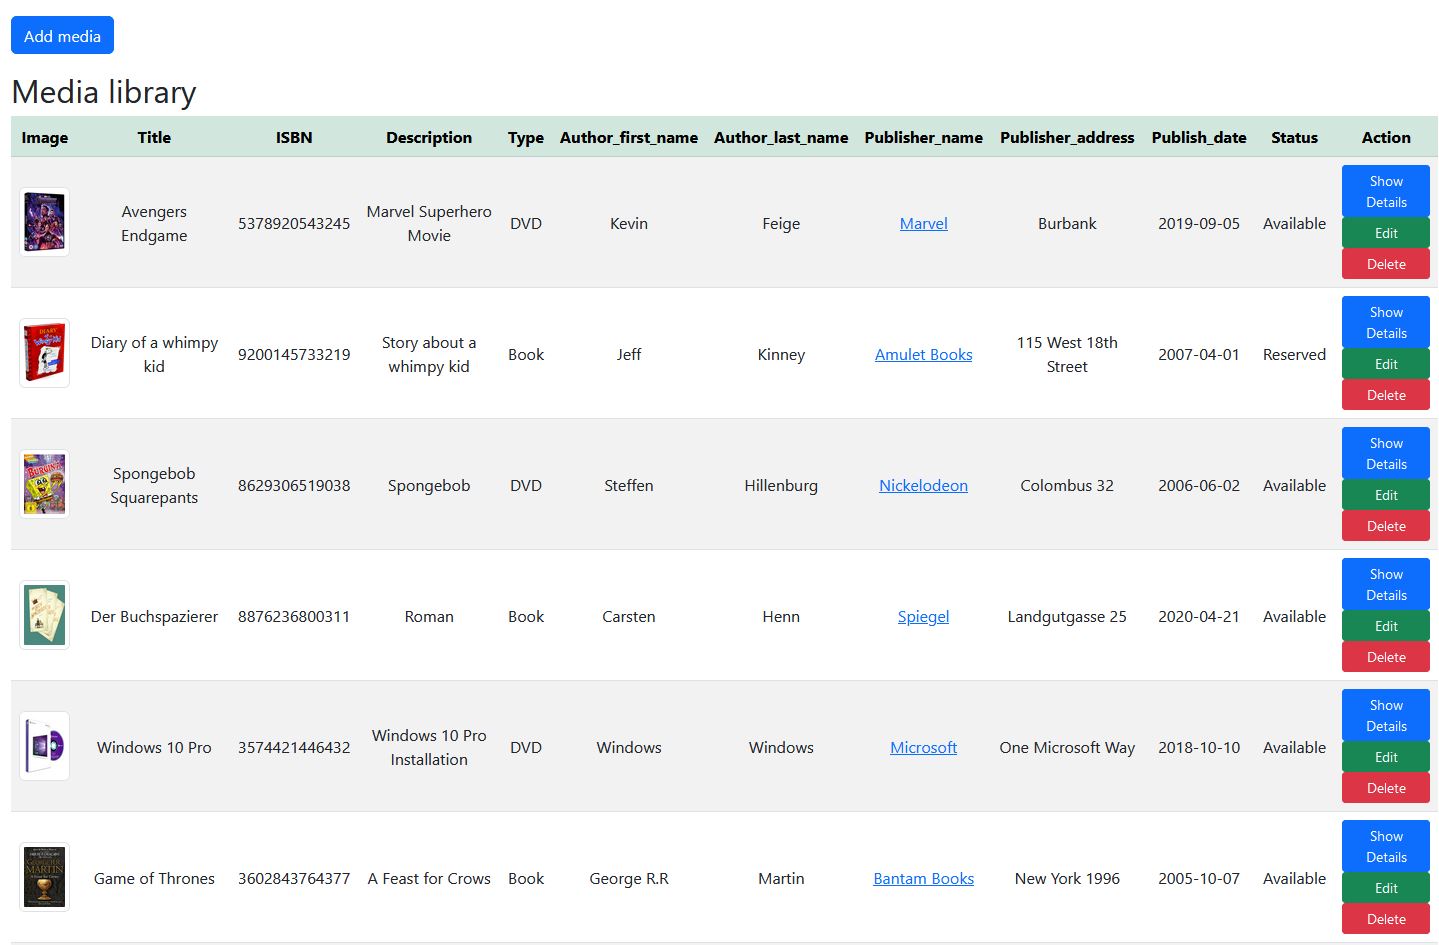 Add media
Media library
Image Title ISBN Description Type Author_first_name Author_last_name Publisher_name Publisher_address Publish_date Status Action
Avengers Endgame 5378920543245 Marvel Superhero Movie DVD Kevin Feige Marvel Burbank 2019-09-05 Available Show Details
Edit
Delete
Diary of a whimpy kid 9200145733219 Story about a whimpy kid Book Jeff Kinney Amulet Books 115 West 18th Street 2007-04-01 Reserved Show Details
Edit
Delete
Spongebob Squarepants 8629306519038 Spongebob DVD Steffen Hillenburg Nickelodeon Colombus 32 2006-06-02 Available Show Details
Edit
Delete
Der Buchspazierer 8876236800311 Roman Book Carsten Henn Spiegel Landgutgasse 25 2020-04-21 Available Show Details
Edit
Delete
Windows 10 Pro 3574421446432 Windows 10 Pro Installation DVD Windows Windows Microsoft One Microsoft Way 2018-10-10 Available Show Details
Edit
Delete
Game of Thrones 3602843764377 A Feast for Crows Book George R.R Martin Bantam Books New York 1996 2005-10-07 Available Show Details
Edit
Delete